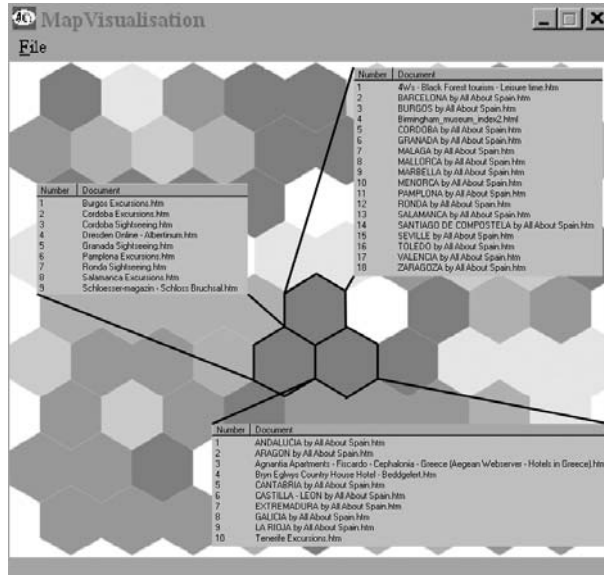 MapVisualisation
File
Number Document
1 4Ws - Black Forest tourism - Leisure time.htm
2 BARCELONA by All About Spain.htm
3 BURGOS by All About Spain.htm
4 Birmingham_museum_index2.html
5 CORDOBA by All About Spain.htm
6 GRANADA by All About Spain.htm
7 MALAGA by All About Spain.htm
8 MALLORCA by All About Spain.htm
9 MARBELLA by All About Spain.htm
10 MENORCA by All About Spain.htm
11 PAMPLONA by All About Spain.htm
12 RONDA by All About Spain.htm
13 SALAMANCA by All About Spain.htm
14 SANTIAGO DE COMPOSTELA by All About Spain.htm
15 SEVILLE by All About Spain.htm
16 TOLEDO by All About Spain.htm
17 VALENCIA by All About Spain.htm
18 ZARAGOZA by All About Spain.htm
Number Document
1 Burgos Excursions.htm
2 Cordoba Excursions.htm
3 Cordoba Sightseeing.htm
4 Dresden Online - Albertinum.htm
5 Granada Sightseeing.htm
6 Pamplona Excursions.htm
7 Ronda Sightseeing.htm
8 Salamanca Excursions.htm
9 Schloesser-magazin - Schloss Bruchsal.htm
Number Document
1 ANDALUCIA by All About Spain.htm
2 ARAGON by All About Spain.htm
3 Agnantia Apartments - Fiscardo - Cephalonia - Greece (Aegean Webserver - Hotels in Greece).htm
4 Bryn Eglwys Country House Hotel - Beddgelert.htm
5 CANTABRIA by All About Spain.htm
6 CASTILLA - LEON by All About Spain.htm
7 EXTREMADURA by All About Spain.htm
8 GALICIA by All About Spain.htm
9 LA RIOJA by All About Spain.htm
10 Tenerife Excursions.htm